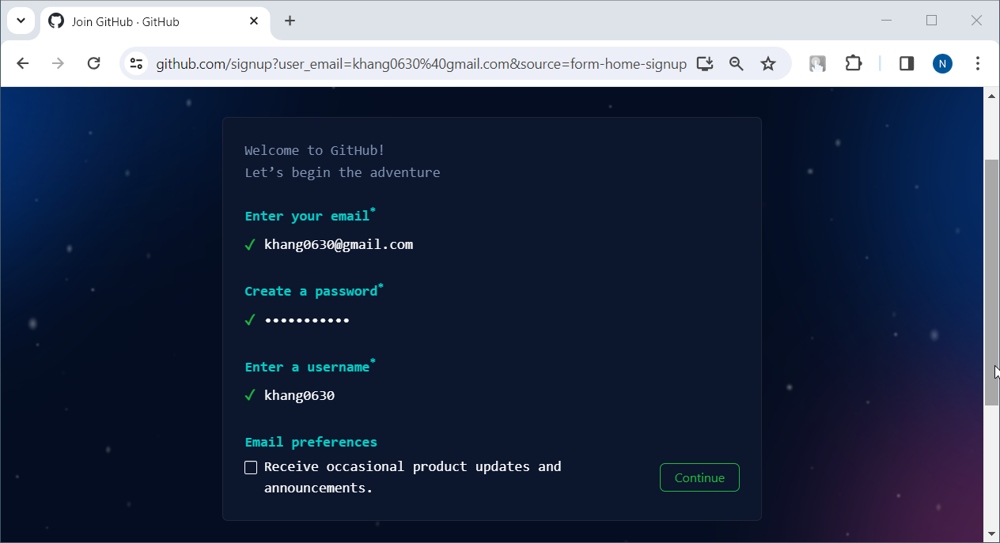 Join GitHub · GitHub
github.com/signup?user_email=khang0630%40gmail.com&source=form-home-signup
N
Welcome to GitHub!
Let’s begin the adventure
Enter your email*
✓ khang0630@gmail.com
Create a password*
✓ •••••••••••
Enter a username*
✓ khang0630
Email preferences
Receive occasional product updates and
announcements.
Continue